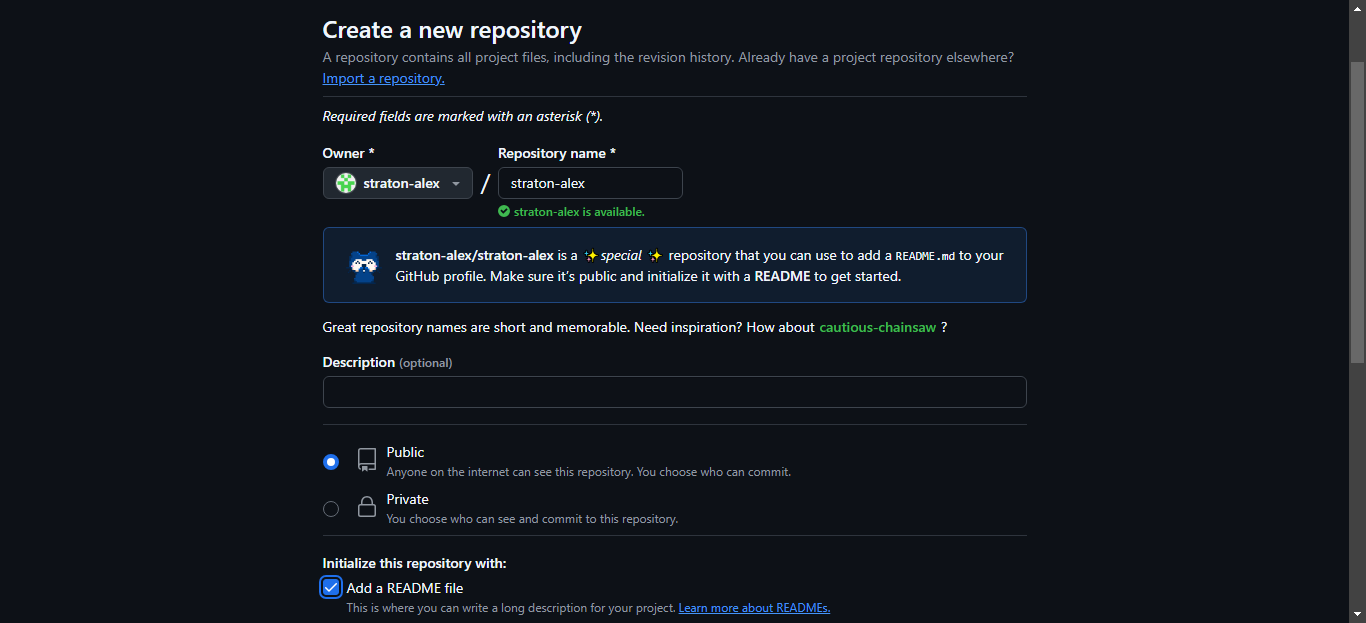 Create a new repository
A repository contains all project files, including the revision history. Already have a project repository elsewhere?
Import a repository.
Required fields are marked with an asterisk (*).
Owner * Repository name *
straton-alex / straton-alex
straton-alex is available.
straton-alex/straton-alex is a ✨ special ✨ repository that you can use to add a README.md to your
GitHub profile. Make sure it’s public and initialize it with a README to get started.
Great repository names are short and memorable. Need inspiration? How about cautious-chainsaw ?
Description (optional)
Public
Anyone on the internet can see this repository. You choose who can commit.
Private
You choose who can see and commit to this repository.
Initialize this repository with:
Add a README file
This is where you can write a long description for your project. Learn more about READMEs.